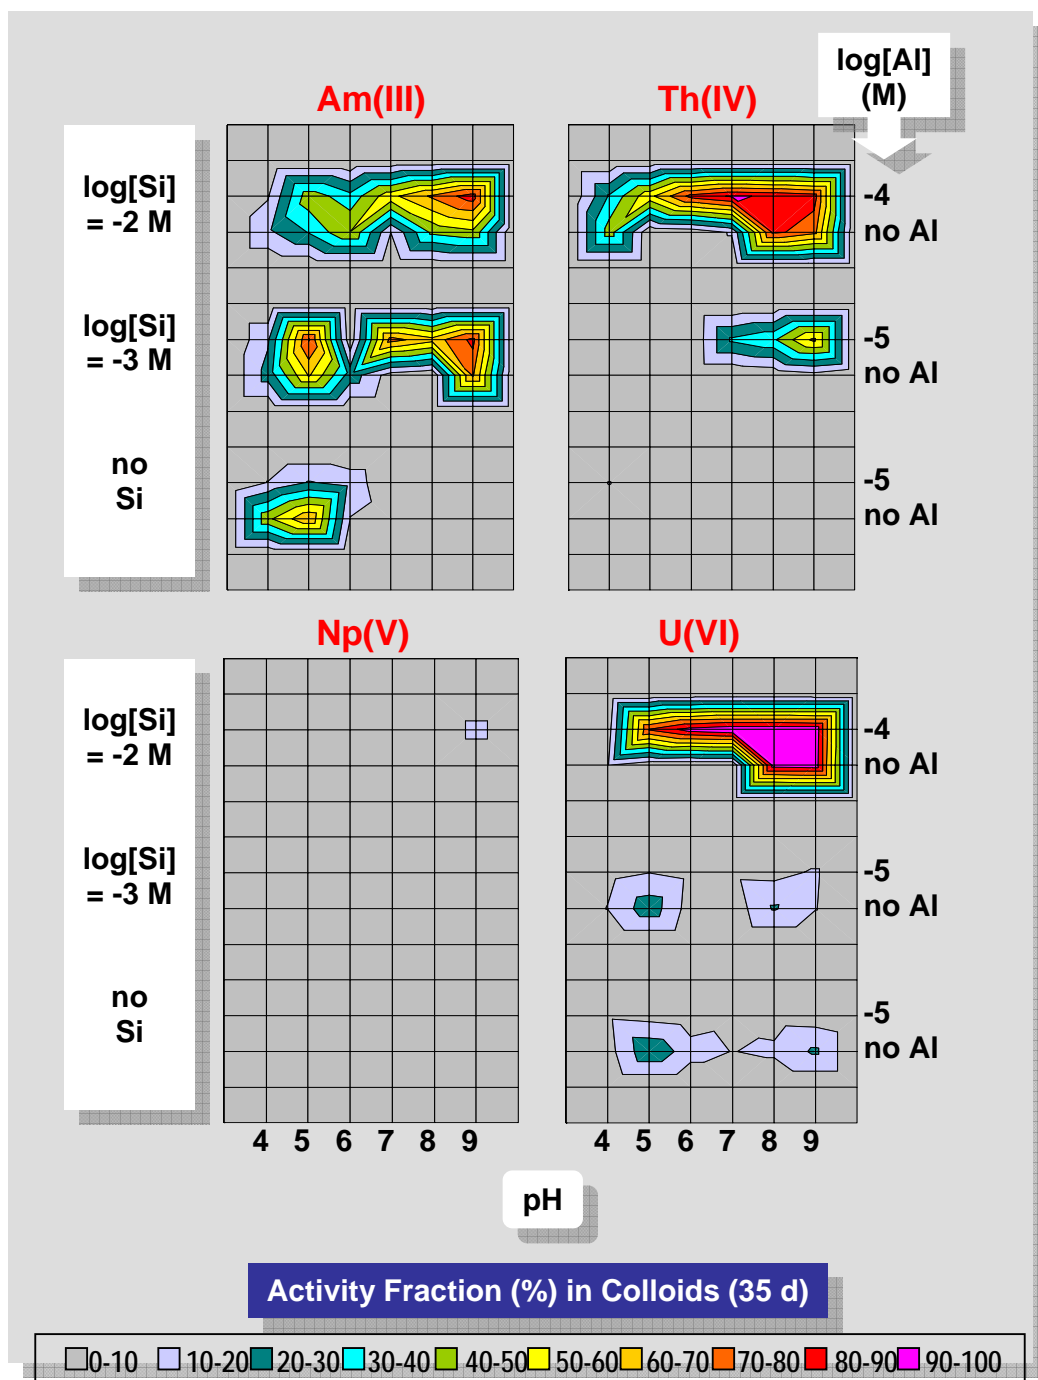 log[Al]
(M)
Am(III)
Th(IV)
log[Si]
= -2 M
-4
no Al
log[Si]
= -3 M
-5
no Al
no
Si
-5
no Al
Np(V)
U(VI)
log[Si]
= -2 M
-4
no Al
log[Si]
= -3 M
-5
no Al
no
Si
-5
no Al
4 5 6 7 8 9
4 5 6 7 8 9
pH
Activity Fraction (%) in Colloids (35 d)
0-10 10-20 20-30 30-40 40-50 50-60 60-70 70-80 80-90 90-100